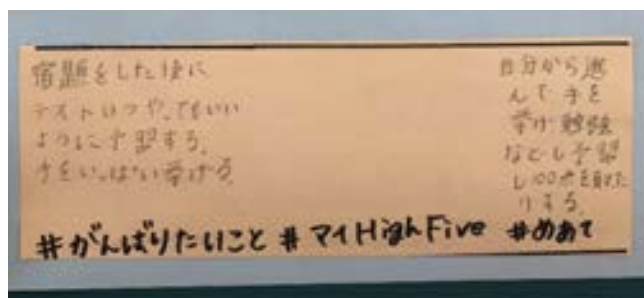 宿題をした後に
テストいつや、てもいい
ように予習する。
手をいっぱい挙げる。
自分から進
んで手を
挙げ勉強
などし予習
し100点を取れた
りする。
#がんばりたいこと #マイHighFive #めあて